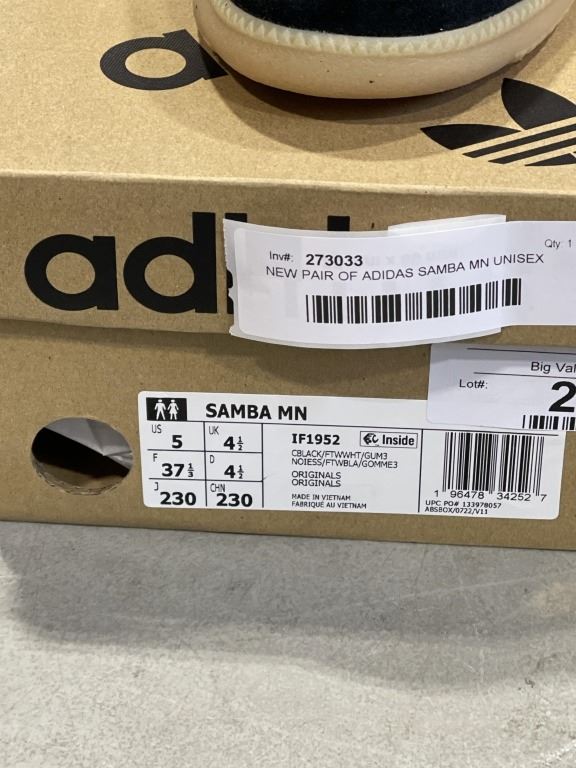 Inv#: 273033
Qty: 1
NEW PAIR OF ADIDAS SAMBA MN UNISEX
Big Val
Lot#: 2
SAMBA MN
US 5 UK 4½
F 37⅓ D 4½
J 230 CHN 230
IF1952 Inside
CBLACK/FTWWHT/GUM3
NOIESS/FTWBLA/GOMME3
ORIGINALS
ORIGINALS
MADE IN VIETNAM
FABRIQUÉ AU VIETNAM
1 96478 34252 7
UPC PO# 133978057
ABSBOX/0722/V11